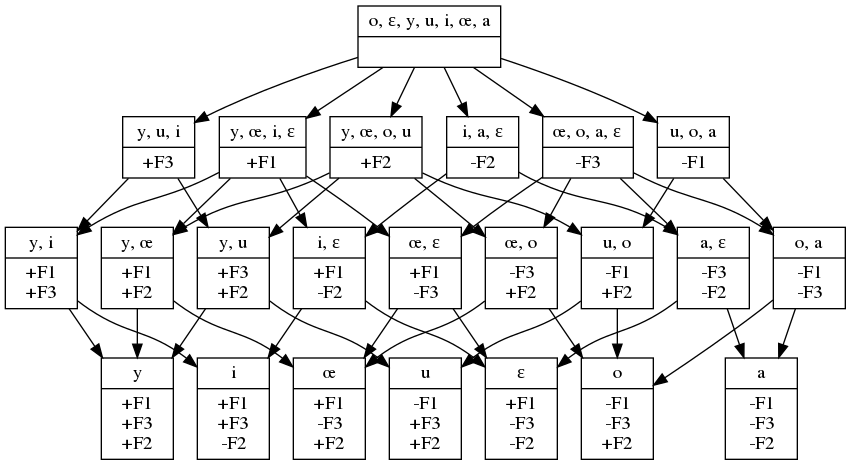 o, ε, y, u, i, œ, a
y, u, i
+F3
y, œ, i, ε
+F1
y, œ, o, u
+F2
i, a, ε
-F2
œ, o, a, ε
-F3
u, o, a
-F1
y, i
+F1
+F3
y, œ
+F1
+F2
y, u
+F3
+F2
i, ε
+F1
-F2
œ, ε
+F1
-F3
œ, o
-F3
+F2
u, o
-F1
+F2
a, ε
-F3
-F2
o, a
-F1
-F3
y
+F1
+F3
+F2
i
+F1
+F3
-F2
œ
+F1
-F3
+F2
u
-F1
+F3
+F2
ε
+F1
-F3
-F2
o
-F1
-F3
+F2
a
-F1
-F3
-F2